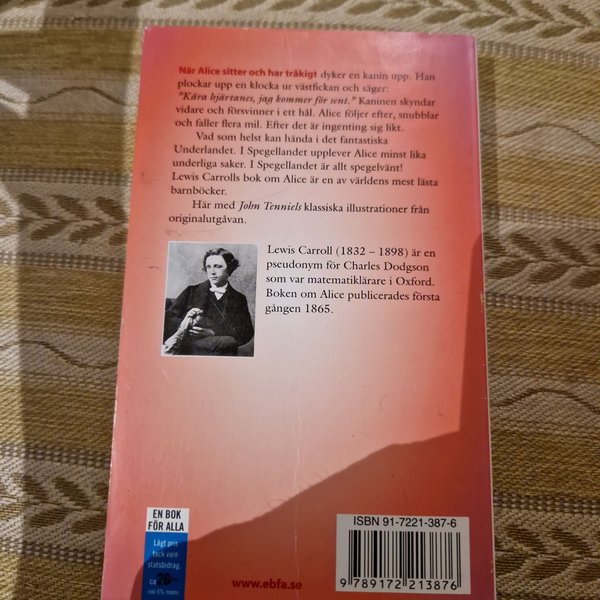 När Alice sitter och har tråkigt dyker en kanin upp. Han
plockar upp en klocka ur västfickan och säger:
"Kära hjärtanes, jag kommer för sent." Kaninen skyndar
vidare och försvinner i ett hål. Alice följer efter, snubblar
och faller flera mil. Efter det är ingenting sig likt.
Vad som helst kan hända i det fantastiska
Underlandet. I Spegellandet upplever Alice minst lika
underliga saker. I Spegellandet är allt spegelvänt!
Lewis Carrolls bok om Alice är en av världens mest lästa
barnböcker.
Här med John Tenniels klassiska illustrationer från
originalutgåvan.
Lewis Carroll (1832 – 1898) är en
pseudonym för Charles Dodgson
som var matematiklärare i Oxford.
Boken om Alice publicerades första
gången 1865.
EN BOK
FÖR ALLA
Lågt pris
tack vare
statsbidrag.
ca 26:–
vid 6% moms
www.ebfa.se
ISBN 91-7221-387-6
9 789172 213876